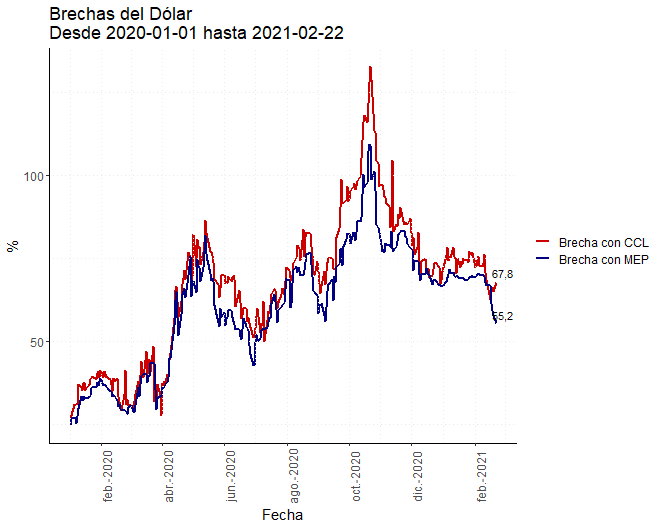 Brechas del Dólar
Desde 2020-01-01 hasta 2021-02-22
%
100
50
67,8
55,2
Brecha con CCL
Brecha con MEP
feb.-2020
abr.-2020
jun.-2020
ago.-2020
oct.-2020
dic.-2020
feb.-2021
Fecha